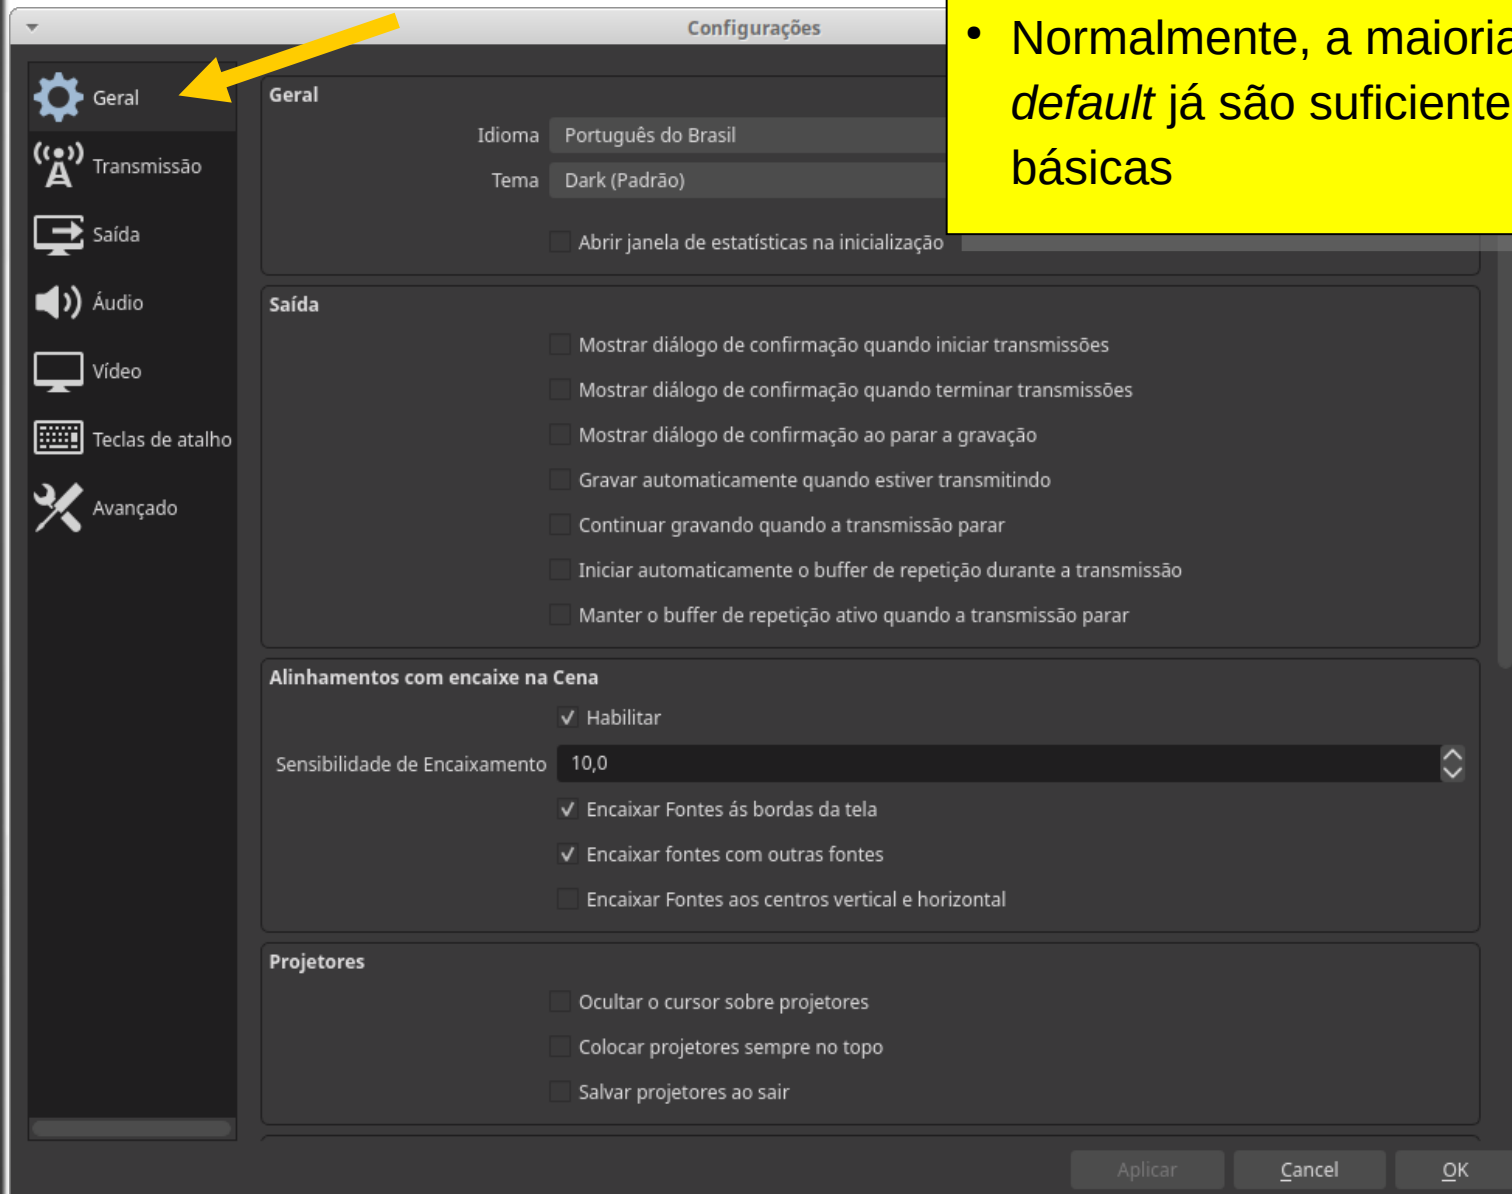 Configurações
• Normalmente, a maioria
default já são suficiente
básicas
Geral
Transmissão
Saída
Áudio
Vídeo
Teclas de atalho
Avançado
Geral
Idioma Português do Brasil
Tema Dark (Padrão)
Abrir janela de estatísticas na inicialização
Saída
Mostrar diálogo de confirmação quando iniciar transmissões
Mostrar diálogo de confirmação quando terminar transmissões
Mostrar diálogo de confirmação ao parar a gravação
Gravar automaticamente quando estiver transmitindo
Continuar gravando quando a transmissão parar
Iniciar automaticamente o buffer de repetição durante a transmissão
Manter o buffer de repetição ativo quando a transmissão parar
Alinhamentos com encaixe na Cena
Habilitar
Sensibilidade de Encaixamento 10,0
Encaixar Fontes ás bordas da tela
Encaixar fontes com outras fontes
Encaixar Fontes aos centros vertical e horizontal
Projetores
Ocultar o cursor sobre projetores
Colocar projetores sempre no topo
Salvar projetores ao sair
Aplicar Cancel OK